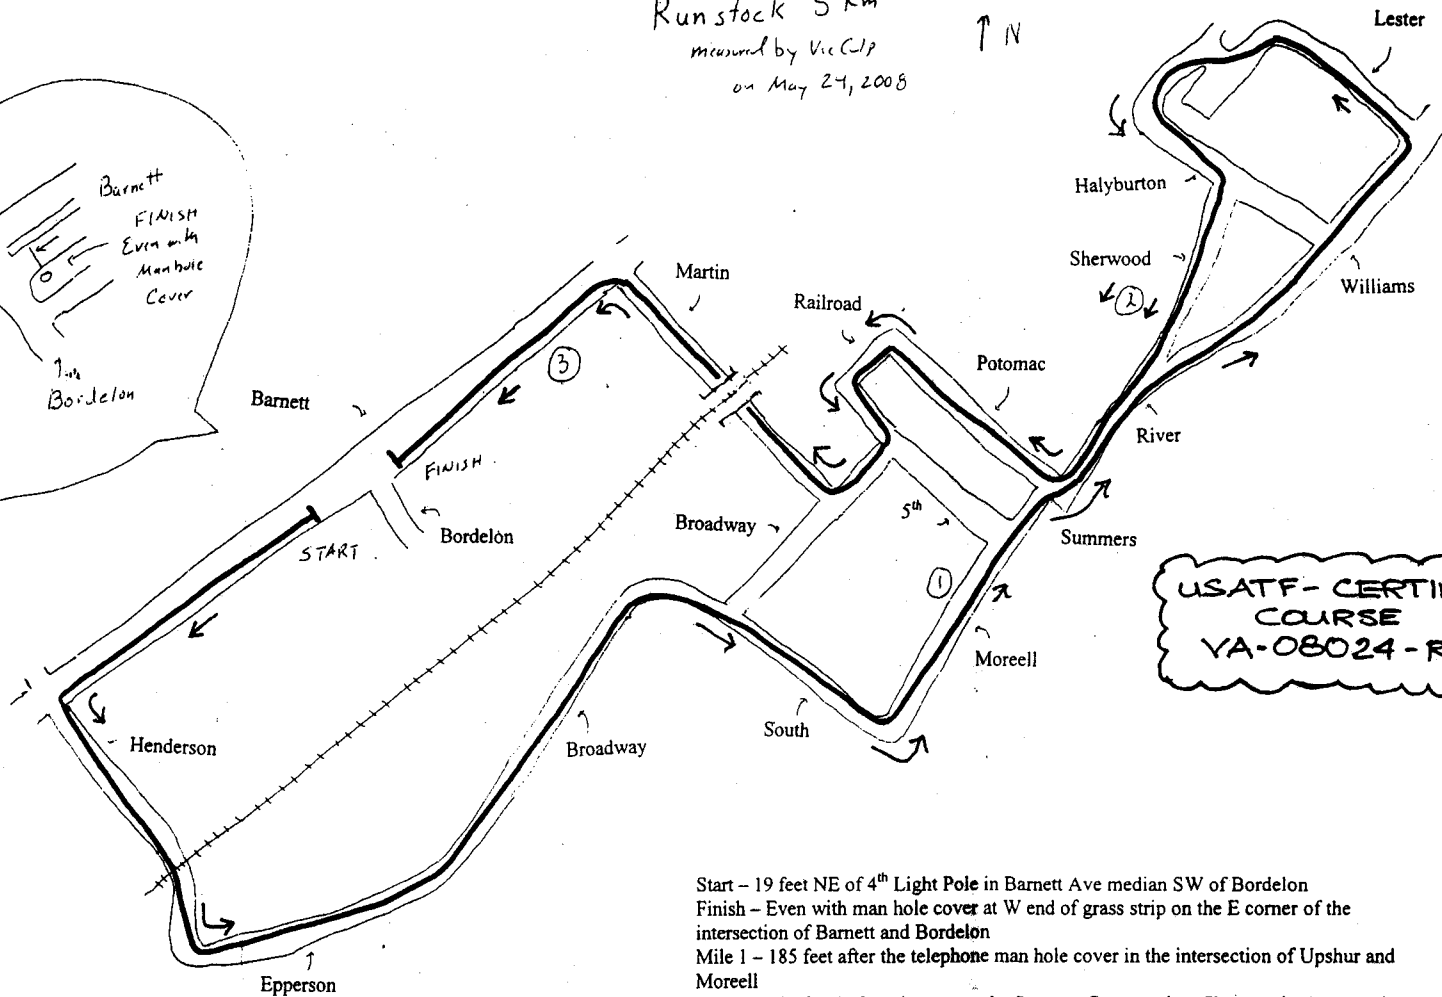 Runstock 5 km
measured by Vic Culp
on May 24, 2008
↑ N
Lester
Barnett
FINISH
Even with
Manhole
Cover
Bordelon
Halyburton
Sherwood
2
Williams
Martin
Railroad
Potomac
River
3
Barnett
FINISH.
START.
Bordelon
Broadway
5th
Summers
1
Moreell
USATF - CERTI
COURSE
VA-08024-R
Henderson
Broadway
South
Epperson
Start – 19 feet NE of 4th Light Pole in Barnett Ave median SW of Bordelon
Finish – Even with man hole cover at W end of grass strip on the E corner of the
intersection of Barnett and Bordelon
Mile 1 – 185 feet after the telephone man hole cover in the intersection of Upshur and
Moreell